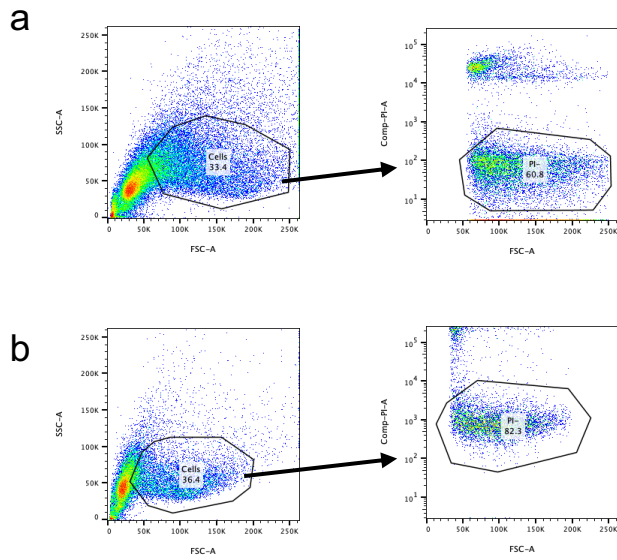 a
250K
200K
150K
100K
50K
0
SSC-A
Cells
33.4
0 50K 100K 150K 200K 250K
FSC-A
10^5
10^4
10^3
10^2
10^1
Comp-PI-A
PI-
60.8
0 50K 100K 150K 200K 250K
FSC-A
b
250K
200K
150K
100K
50K
0
SSC-A
Cells
36.4
0 50K 100K 150K 200K 250K
FSC-A
10^5
10^4
10^3
10^2
10^1
Comp-PI-A
PI-
82.3
0 50K 100K 150K 200K 250K
FSC-A